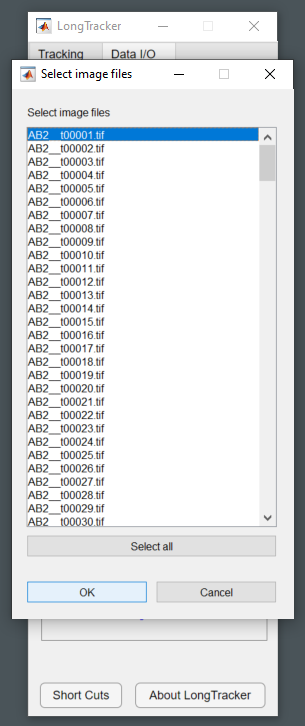 LongTracker
Tracking Data I/O
Select image files
Select image files
AB2__t00001.tif
AB2__t00002.tif
AB2__t00003.tif
AB2__t00004.tif
AB2__t00005.tif
AB2__t00006.tif
AB2__t00007.tif
AB2__t00008.tif
AB2__t00009.tif
AB2__t00010.tif
AB2__t00011.tif
AB2__t00012.tif
AB2__t00013.tif
AB2__t00014.tif
AB2__t00015.tif
AB2__t00016.tif
AB2__t00017.tif
AB2__t00018.tif
AB2__t00019.tif
AB2__t00020.tif
AB2__t00021.tif
AB2__t00022.tif
AB2__t00023.tif
AB2__t00024.tif
AB2__t00025.tif
AB2__t00026.tif
AB2__t00027.tif
AB2__t00028.tif
AB2__t00029.tif
AB2__t00030.tif
Select all
OK Cancel
Short Cuts About LongTracker